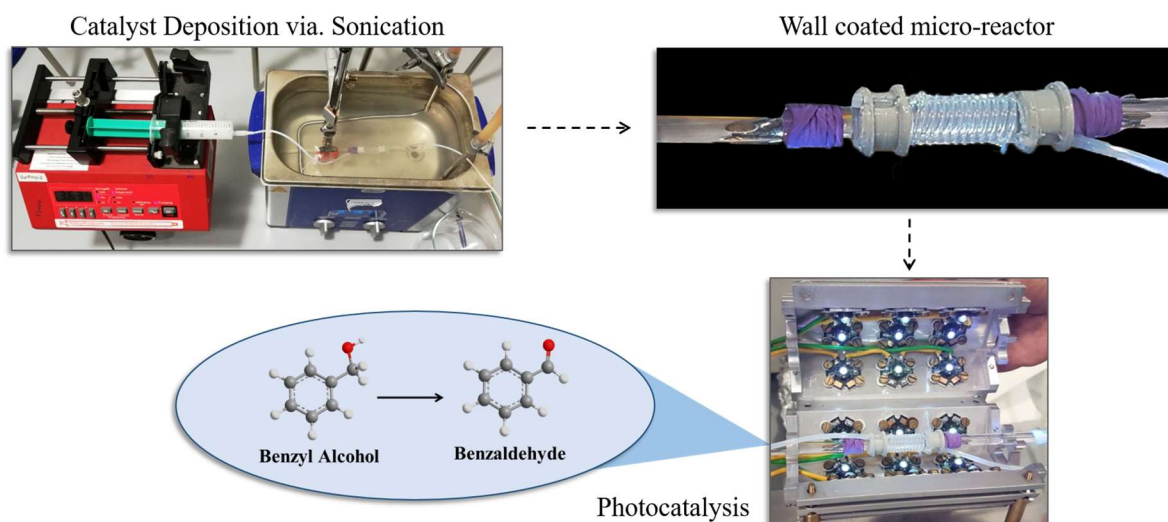 Catalyst Deposition via. Sonication
Wall coated micro-reactor
Benzyl Alcohol
Benzaldehyde
Photocatalysis